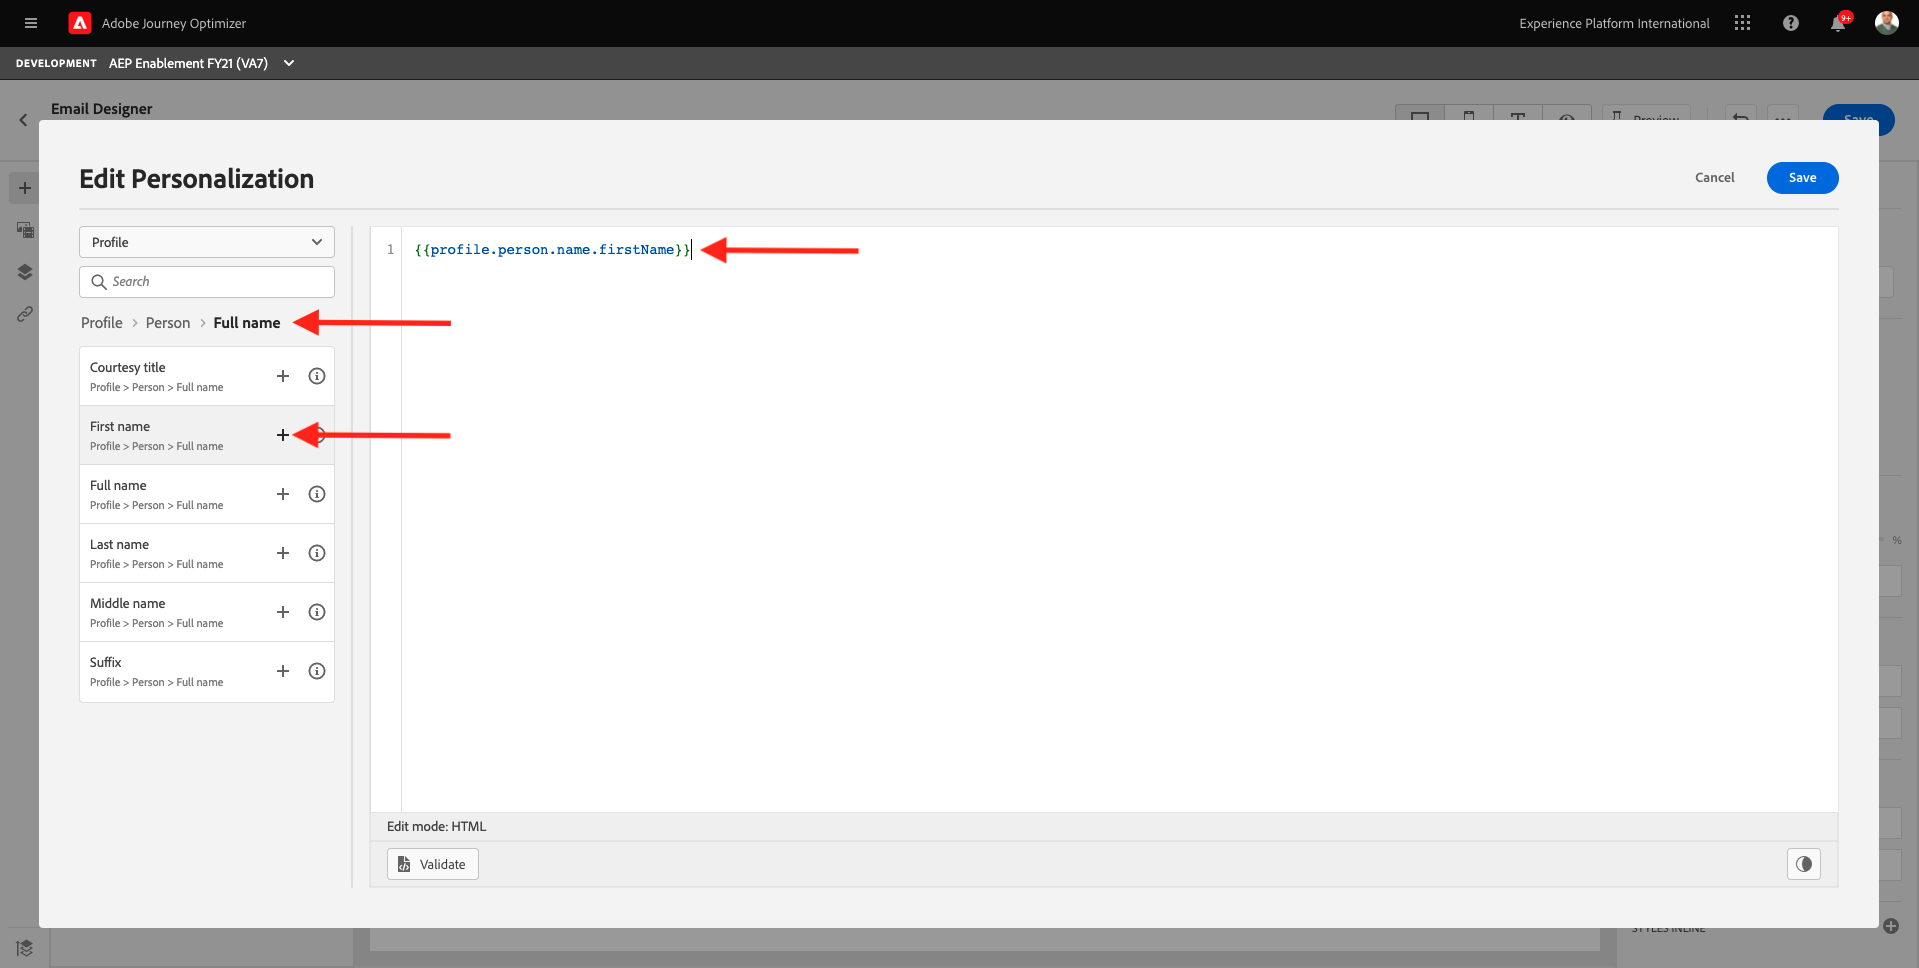 Adobe Journey Optimizer
Experience Platform International
9+
DEVELOPMENT AEP Enablement FY21 (VA7)
Email Designer
Preview
Save
Edit Personalization
Cancel
Save
Profile
Search
Profile > Person > Full name
Courtesy title
Profile > Person > Full name
First name
Profile > Person > Full name
Full name
Profile > Person > Full name
Last name
Profile > Person > Full name
Middle name
Profile > Person > Full name
Suffix
Profile > Person > Full name
1 {{profile.person.name.firstName}}
%
Edit mode: HTML
Validate
STYLES INLINE